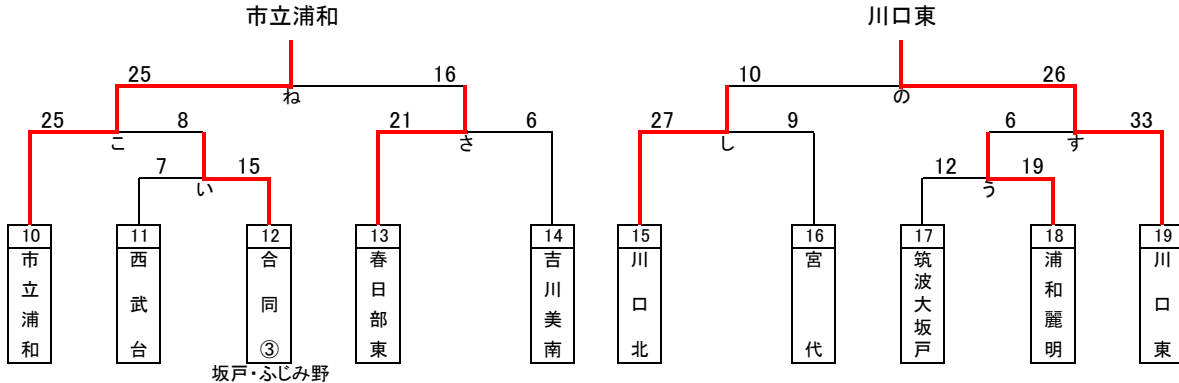 市立浦和 川口東
25 16 10 26
ね の
25 8 21 6 27 9 6 33
こ さ し す
7 15 12 19
い う
10 11 12 13 14 15 16 17 18 19
市立浦和
西武台
合同③
春日部東
吉川美南
川口北
宮代
筑波大坂戸
浦和麗明
川口東
坂戸・ふじみ野